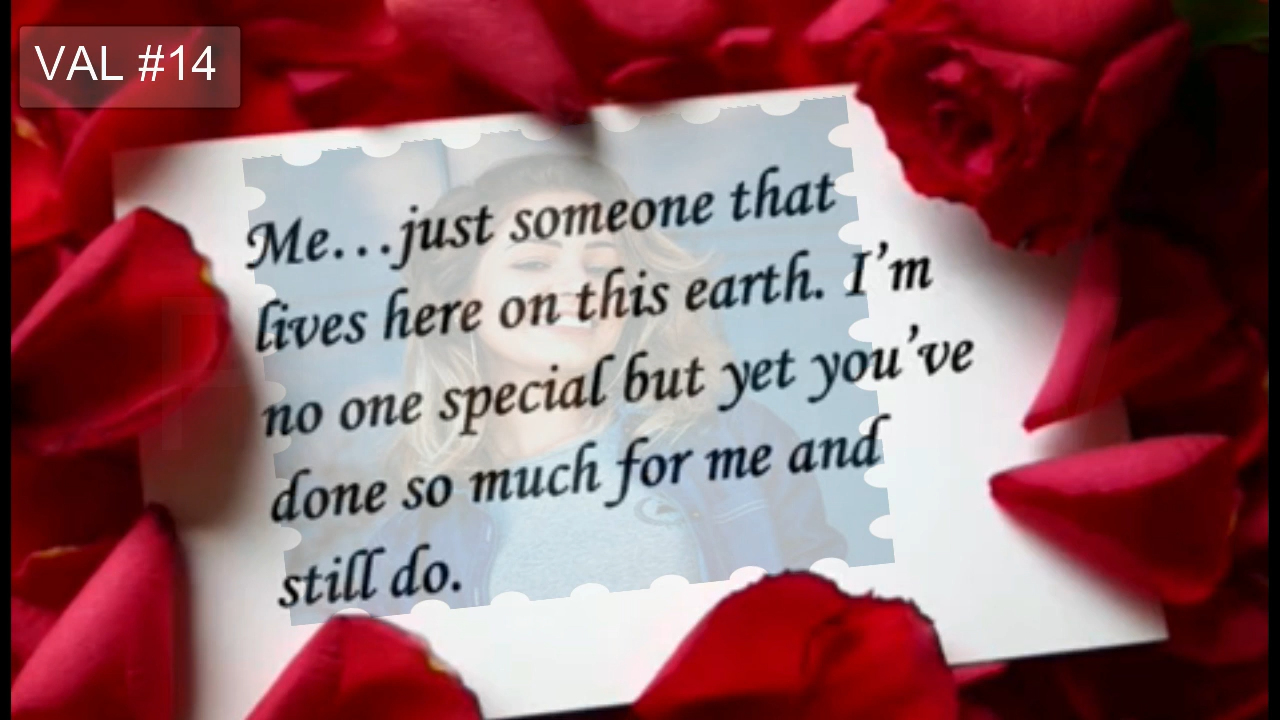 VAL #14
Me…just someone that
lives here on this earth. I’m
no one special but yet you’ve
done so much for me and
still do.